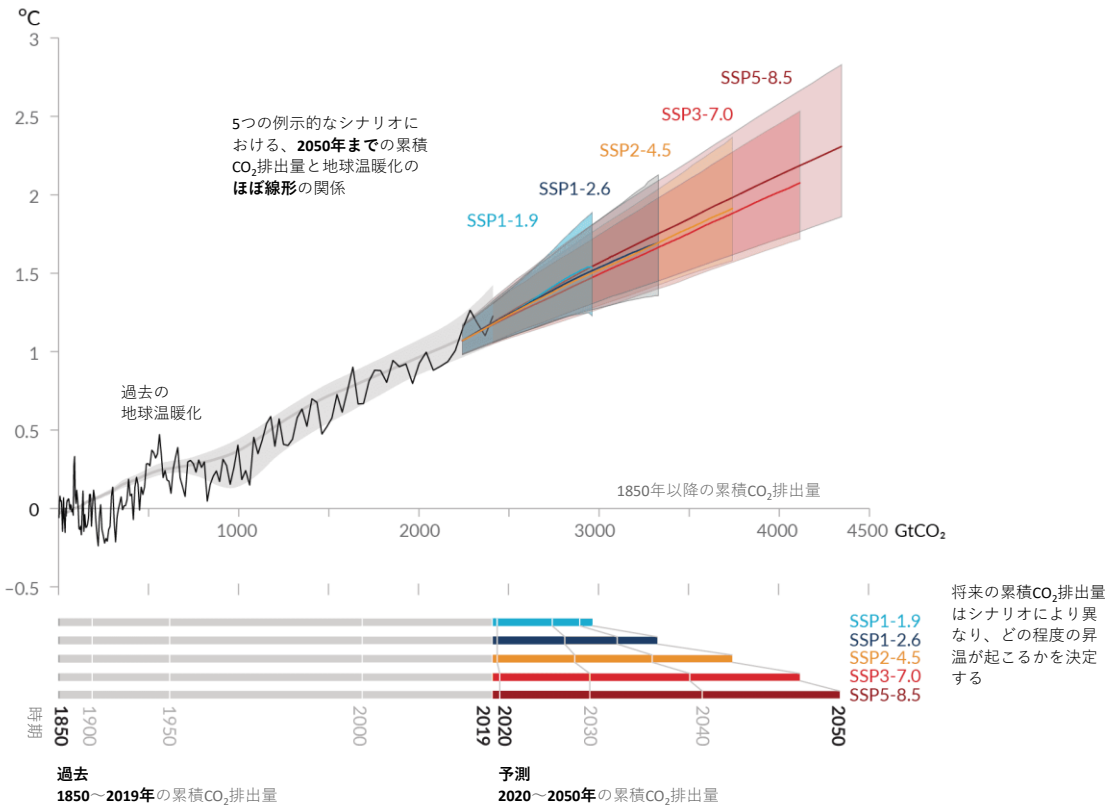 ℃
3
2.5
2
1.5
1
0.5
0
−0.5
5つの例示的なシナリオに
おける、2050年までの累積
CO₂排出量と地球温暖化の
ほぼ線形の関係
SSP5-8.5
SSP3-7.0
SSP2-4.5
SSP1-2.6
SSP1-1.9
過去の
地球温暖化
1850年以降の累積CO₂排出量
1000
2000
3000
4000
4500
GtCO₂
SSP1-1.9
SSP1-2.6
SSP2-4.5
SSP3-7.0
SSP5-8.5
将来の累積CO₂排出量
はシナリオにより異
なり、どの程度の昇
温が起こるかを決定
する
時期
1850
1900
1950
2000
2019
2020
2030
2040
2050
過去
1850～2019年の累積CO₂排出量
予測
2020～2050年の累積CO₂排出量